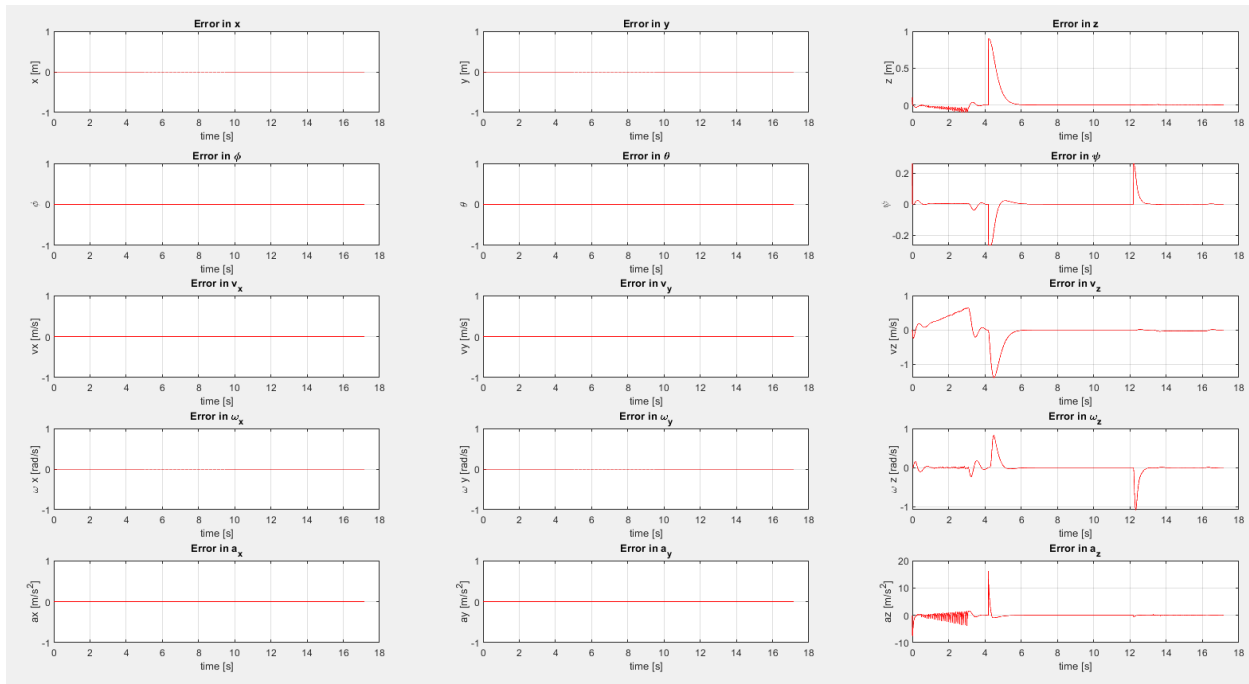 Error in x
x [m]
1
0
-1
0 2 4 6 8 10 12 14 16 18
time [s]
Error in y
y [m]
1
0
-1
0 2 4 6 8 10 12 14 16 18
time [s]
Error in z
z [m]
1
0.5
0
0 2 4 6 8 10 12 14 16 18
time [s]
Error in ϕ
ϕ
1
0
-1
0 2 4 6 8 10 12 14 16 18
time [s]
Error in θ
θ
1
0
-1
0 2 4 6 8 10 12 14 16 18
time [s]
Error in ψ
ψ
0.2
0
-0.2
0 2 4 6 8 10 12 14 16 18
time [s]
Error in v_x
vx [m/s]
1
0
-1
0 2 4 6 8 10 12 14 16 18
time [s]
Error in v_y
vy [m/s]
1
0
-1
0 2 4 6 8 10 12 14 16 18
time [s]
Error in v_z
vz [m/s]
1
0
-1
0 2 4 6 8 10 12 14 16 18
time [s]
Error in ω_x
ω x [rad/s]
1
0
-1
0 2 4 6 8 10 12 14 16 18
time [s]
Error in ω_y
ω y [rad/s]
1
0
-1
0 2 4 6 8 10 12 14 16 18
time [s]
Error in ω_z
ω z [rad/s]
1
0
-1
0 2 4 6 8 10 12 14 16 18
time [s]
Error in a_x
ax [m/s²]
1
0
-1
0 2 4 6 8 10 12 14 16 18
time [s]
Error in a_y
ay [m/s²]
1
0
-1
0 2 4 6 8 10 12 14 16 18
time [s]
Error in a_z
az [m/s²]
20
10
0
-10
0 2 4 6 8 10 12 14 16 18
time [s]